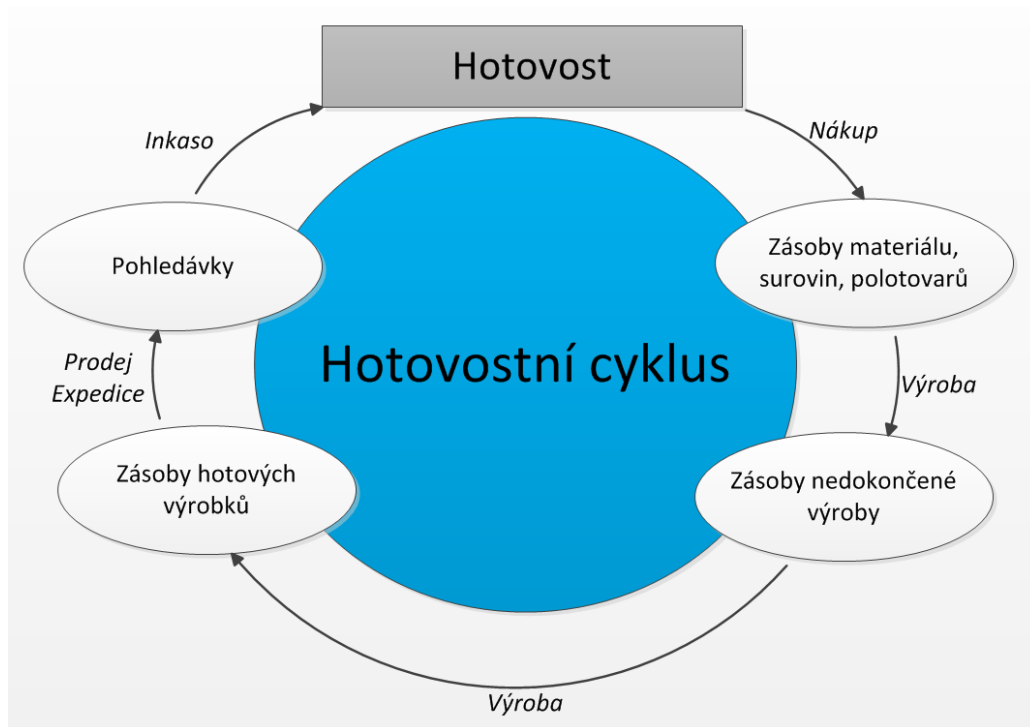 Hotovost
Inkaso
Nákup
Pohledávky
Zásoby materiálu,
surovin, polotovarů
Hotovostní cyklus
Prodej
Expedice
Výroba
Zásoby hotových
výrobků
Zásoby nedokončené
výroby
Výroba